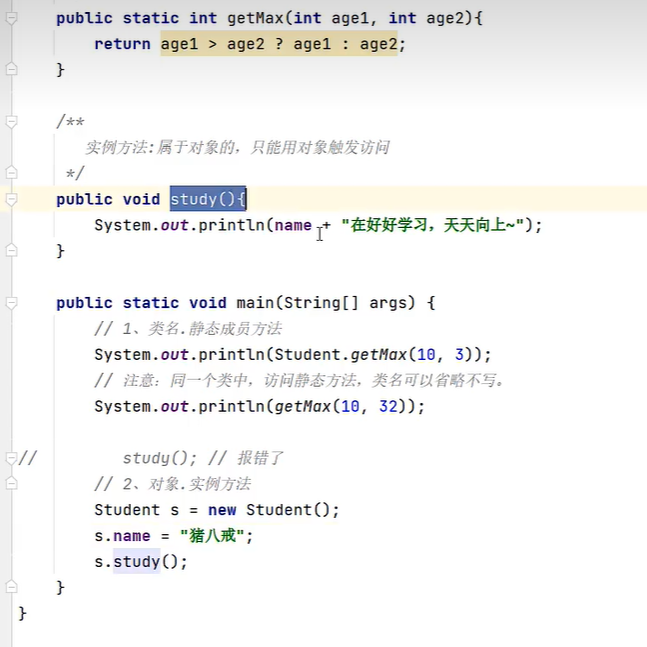 public static int getMax(int age1, int age2){
return age1 > age2 ? age1 : age2;
}
/**
实例方法:属于对象的，只能用对象触发访问
*/
public void study(){
System.out.println(name + "在好好学习，天天向上~");
}
public static void main(String[] args) {
// 1、类名.静态成员方法
System.out.println(Student.getMax(10, 3));
// 注意：同一个类中，访问静态方法，类名可以省略不写。
System.out.println(getMax(10, 32));
// study(); // 报错了
// 2、对象.实例方法
Student s = new Student();
s.name = "猪八戒";
s.study();
}
}